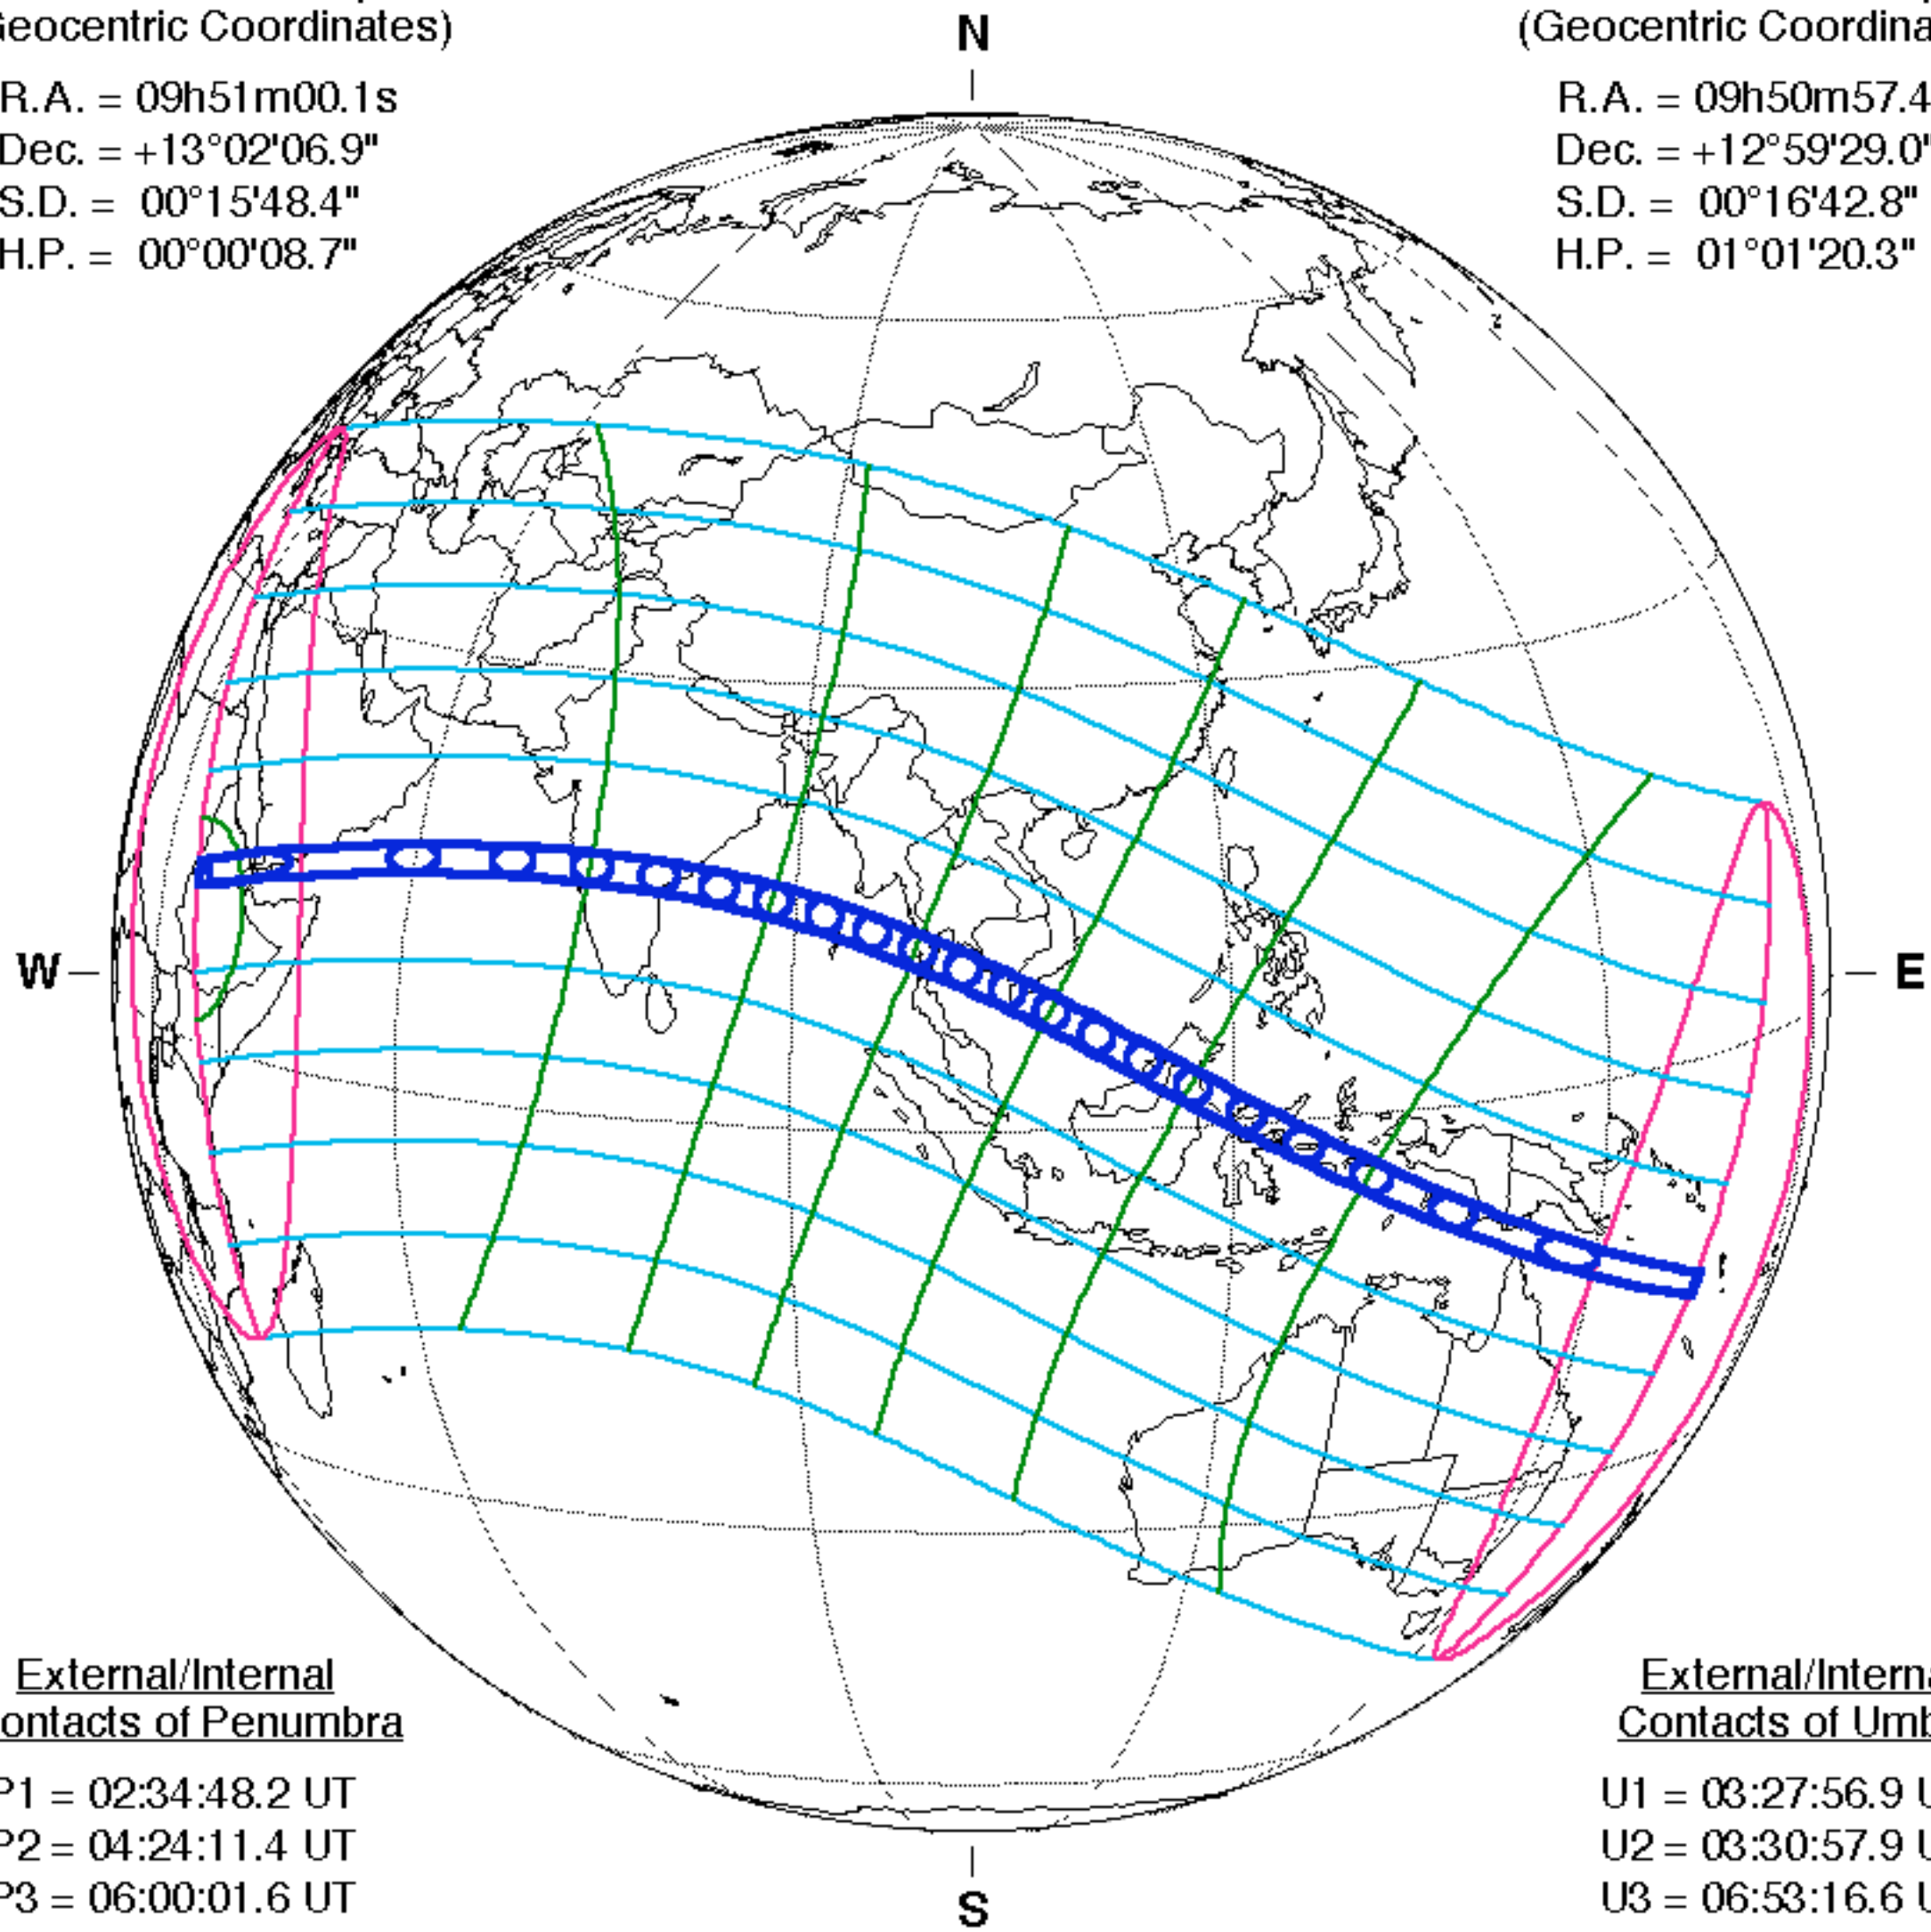 eocentric Coordinates)
R.A. = 09h51m00.1s
Dec. = +13°02'06.9"
S.D. = 00°15'48.4"
H.P. = 00°00'08.7"
N
(Geocentric Coordina
R.A. = 09h50m57.4
Dec. = +12°59'29.0"
S.D. = 00°16'42.8"
H.P. = 01°01'20.3"
W
E
External/Internal
ontacts of Penumbra
P1 = 02:34:48.2 UT
P2 = 04:24:11.4 UT
P3 = 06:00:01.6 UT
S
External/Interna
Contacts of Umb
U1 = 03:27:56.9 U
U2 = 03:30:57.9 U
U3 = 06:53:16.6 U